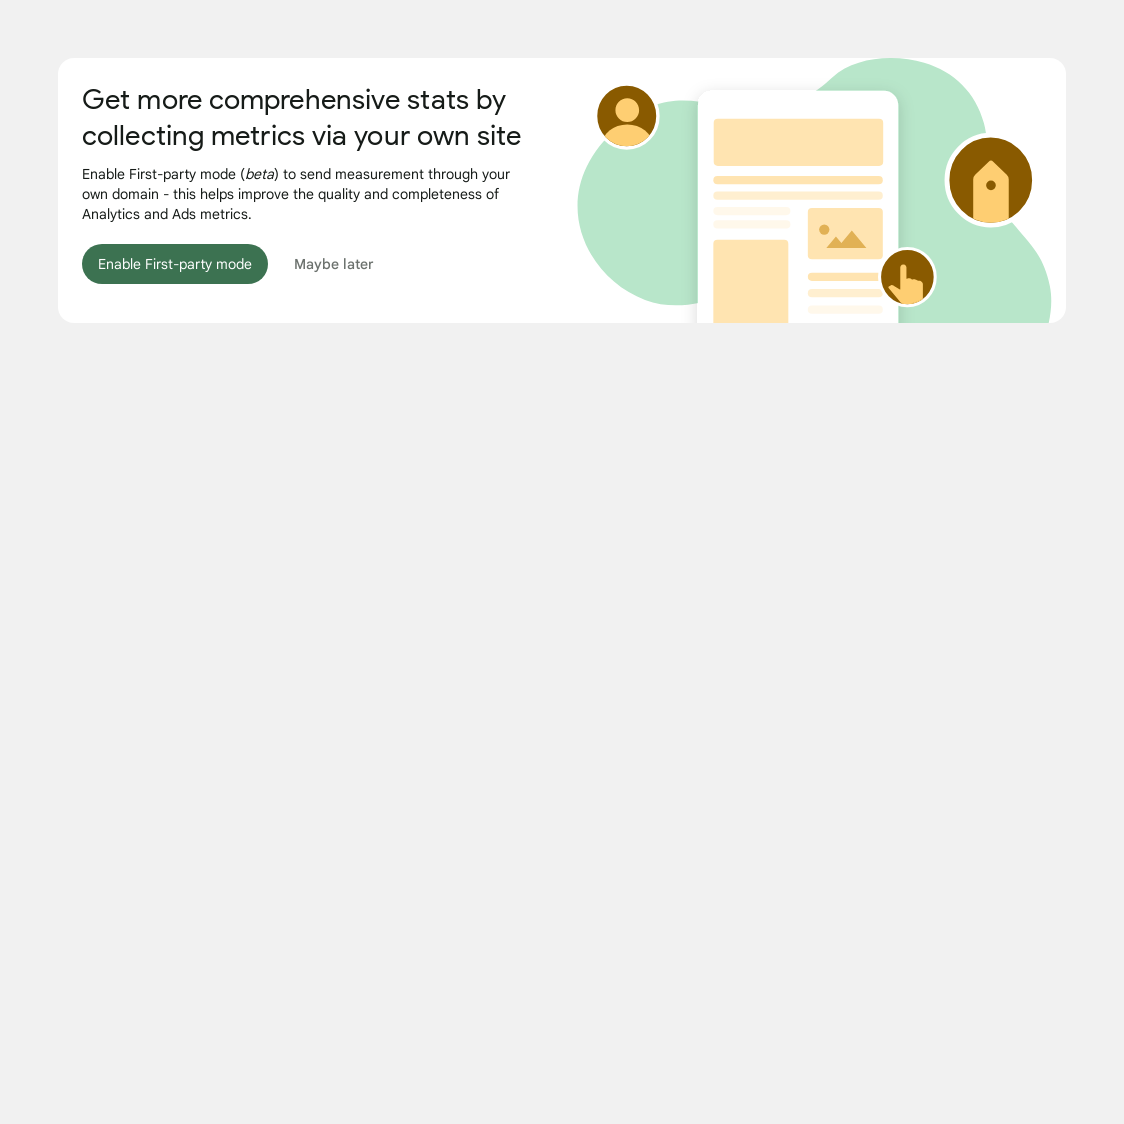 Get more comprehensive stats by
collecting metrics via your own site
Enable First-party mode (beta) to send measurement through your
own domain - this helps improve the quality and completeness of
Analytics and Ads metrics.
Enable First-party mode
Maybe later